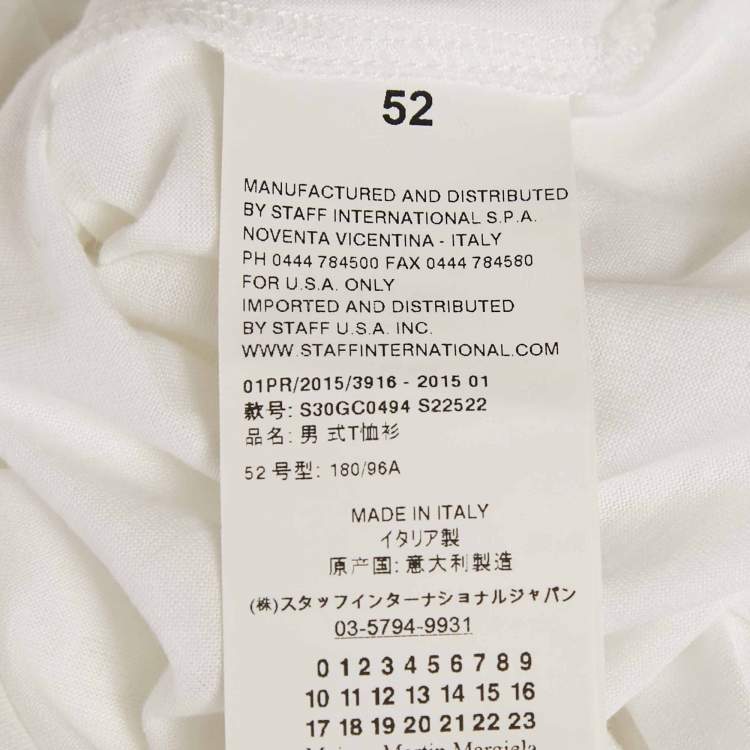 52
MANUFACTURED AND DISTRIBUTED
BY STAFF INTERNATIONAL S.P.A.
NOVENTA VICENTINA - ITALY
PH 0444 784500 FAX 0444 784580
FOR U.S.A. ONLY
IMPORTED AND DISTRIBUTED
BY STAFF U.S.A. INC.
WWW.STAFFINTERNATIONAL.COM
01PR/2015/3916 - 2015 01
款号: S30GC0494 S22522
品名: 男 式T恤衫
52 号型: 180/96A
MADE IN ITALY
イタリア製
原产国: 意大利製造
(株)スタッフインターナショナルジャパン
03-5794-9931
0 1 2 3 4 5 6 7 8 9
10 11 12 13 14 15 16
17 18 19 20 21 22 23
Maison Martin Margiela